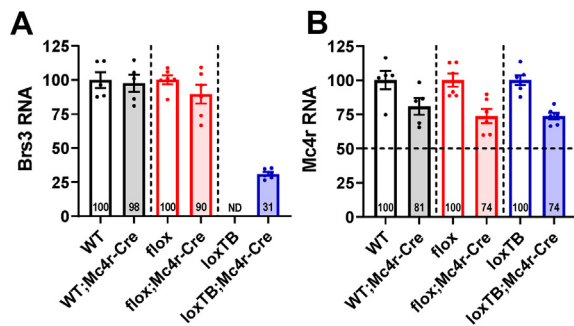 A
Brs3 RNA
125
100
75
50
25
0
100
98
100
90
ND
31
WT
WT;Mc4r-Cre
flox
flox;Mc4r-Cre
loxTB
loxTB;Mc4r-Cre
B
Mc4r RNA
125
100
75
50
25
0
100
81
100
74
100
74
WT
WT;Mc4r-Cre
flox
flox;Mc4r-Cre
loxTB
loxTB;Mc4r-Cre